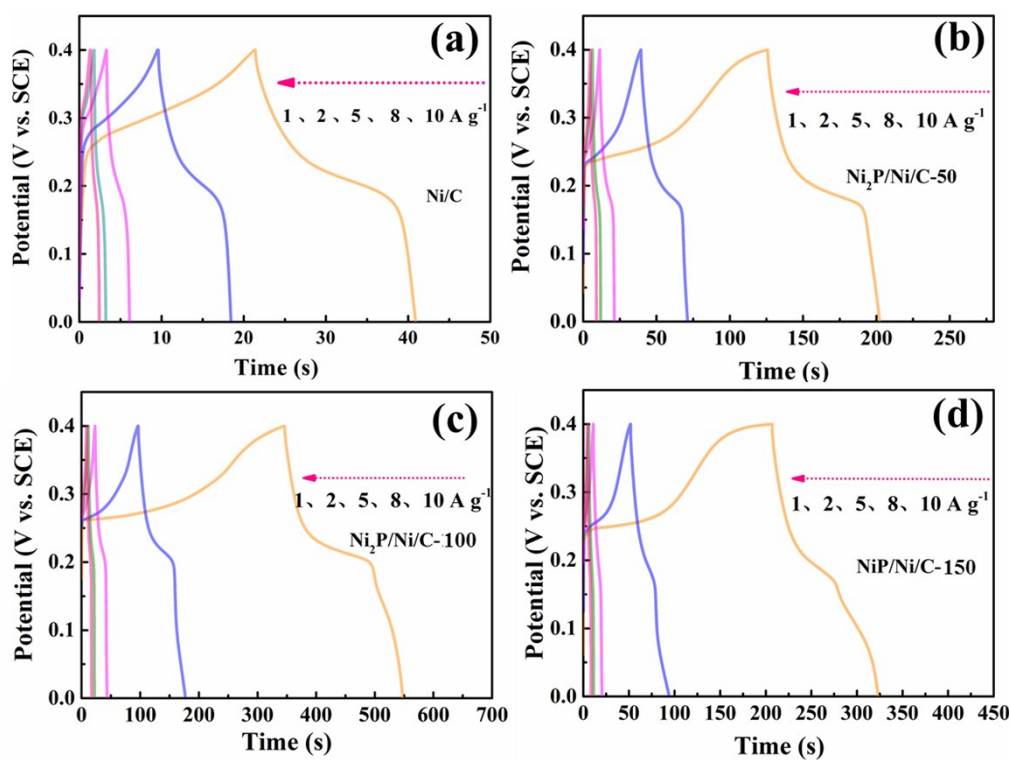 (a)
0.4
0.3
0.2
0.1
0.0
Potential (V vs. SCE)
1、2、5、8、10 A g⁻¹
Ni/C
0 10 20 30 40 50
Time (s)
(b)
0.4
0.3
0.2
0.1
0.0
Potential (V vs. SCE)
1、2、5、8、10 A g⁻¹
Ni₂P/Ni/C-50
0 50 100 150 200 250
Time (s)
(c)
0.4
0.3
0.2
0.1
0.0
Potential (V vs. SCE)
1、2、5、8、10 A g⁻¹
Ni₂P/Ni/C-100
0 100 200 300 400 500 600 700
Time (s)
(d)
0.4
0.3
0.2
0.1
0.0
Potential (V vs. SCE)
1、2、5、8、10 A g⁻¹
NiP/Ni/C-150
0 50 100 150 200 250 300 350 400 450
Time (s)